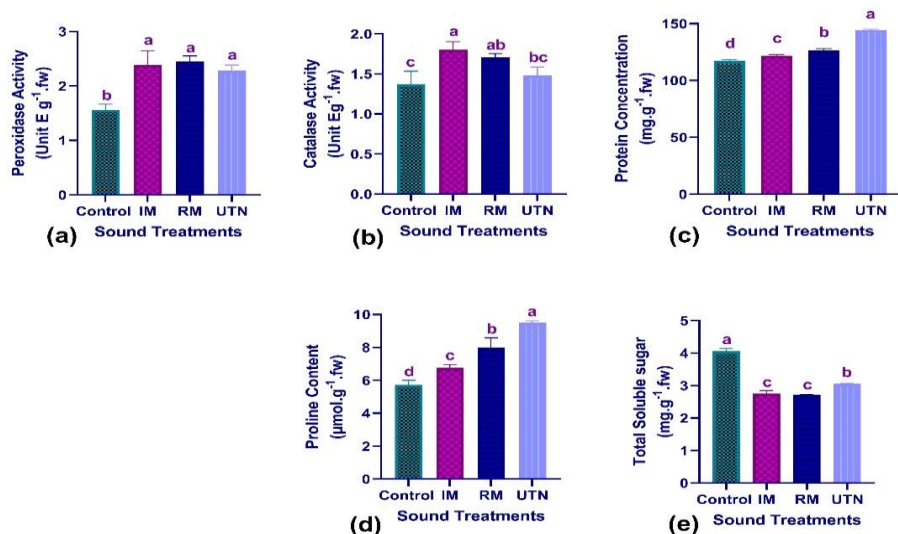 Peroxidase Activity
(Unit E g⁻¹.fw)
3
2
1
0
b
a
a
a
Control IM RM UTN
Sound Treatments
(a)
Catalase Activity
(Unit Eg⁻¹.fw)
2.0
1.5
1.0
0.5
0.0
c
a
ab
bc
Control IM RM UTN
Sound Treatments
(b)
Protein Concentration
(mg.g⁻¹.fw)
150
100
50
0
d
c
b
a
Control IM RM UTN
Sound Treatments
(c)
Proline Content
(µmol.g⁻¹.fw)
10
8
6
4
2
0
d
c
b
a
Control IM RM UTN
Sound Treatments
(d)
Total Soluble sugar
(mg.g⁻¹.fw)
5
4
3
2
1
0
a
c
c
b
Control IM RM UTN
Sound Treatments
(e)